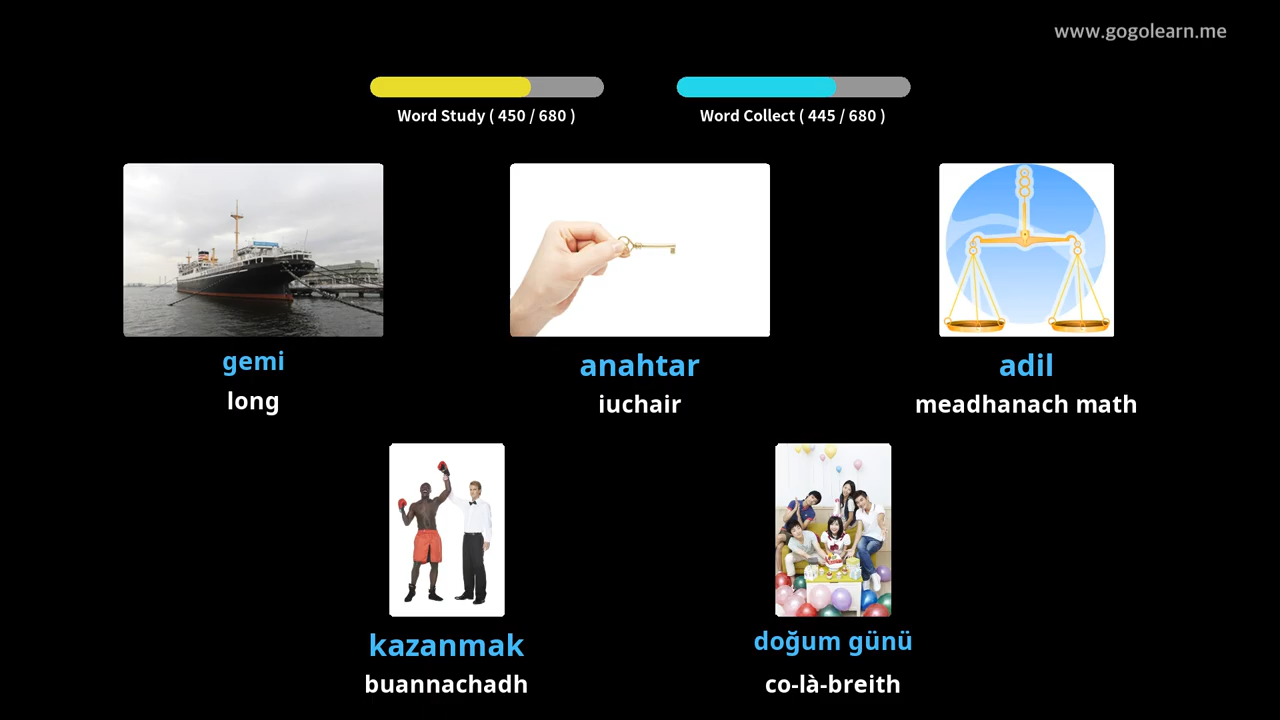 www.gogolearn.me
Word Study ( 450 / 680 )
Word Collect ( 445 / 680 )
gemi
long
anahtar
iuchair
adil
meadhanach math
kazanmak
buannachadh
doğum günü
co-là-breith